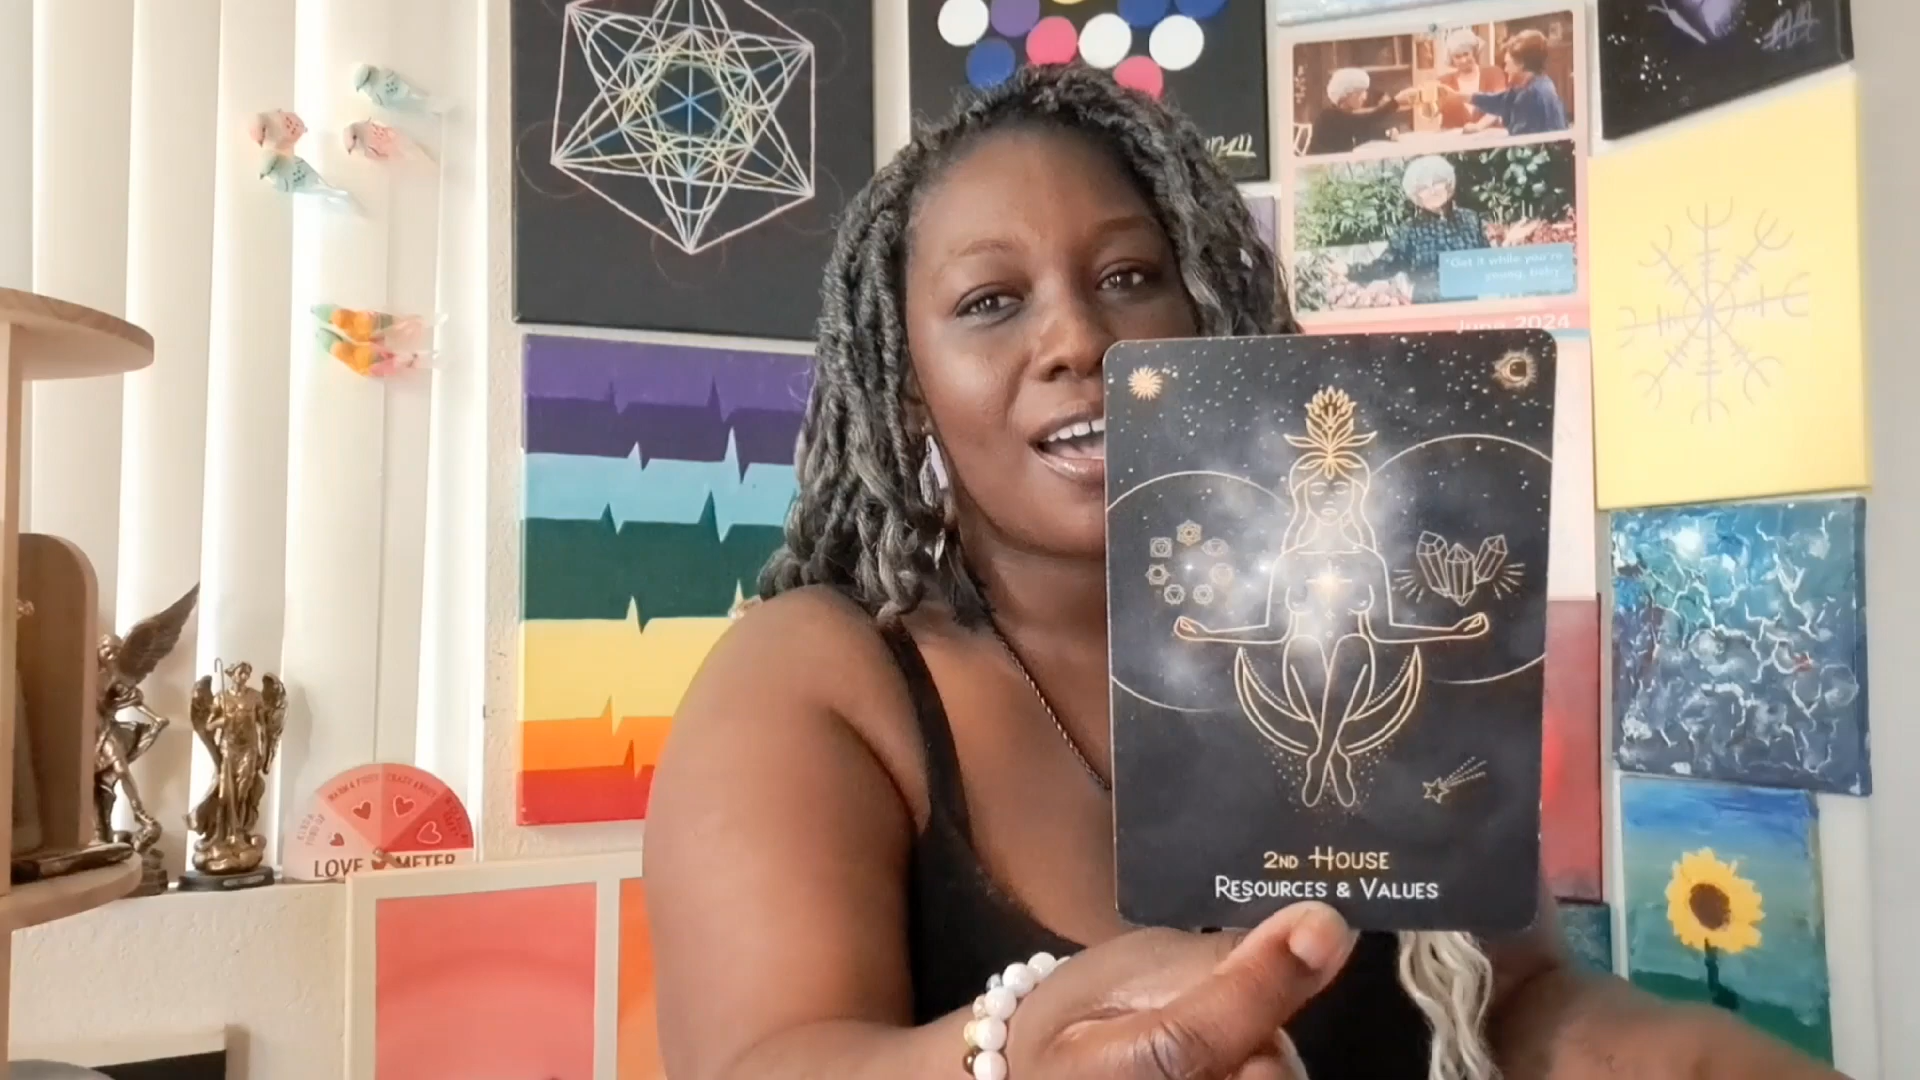 "Get it while you're
young, baby"
June 2024
LOVE METER
2ND HOUSE
RESOURCES & VALUES